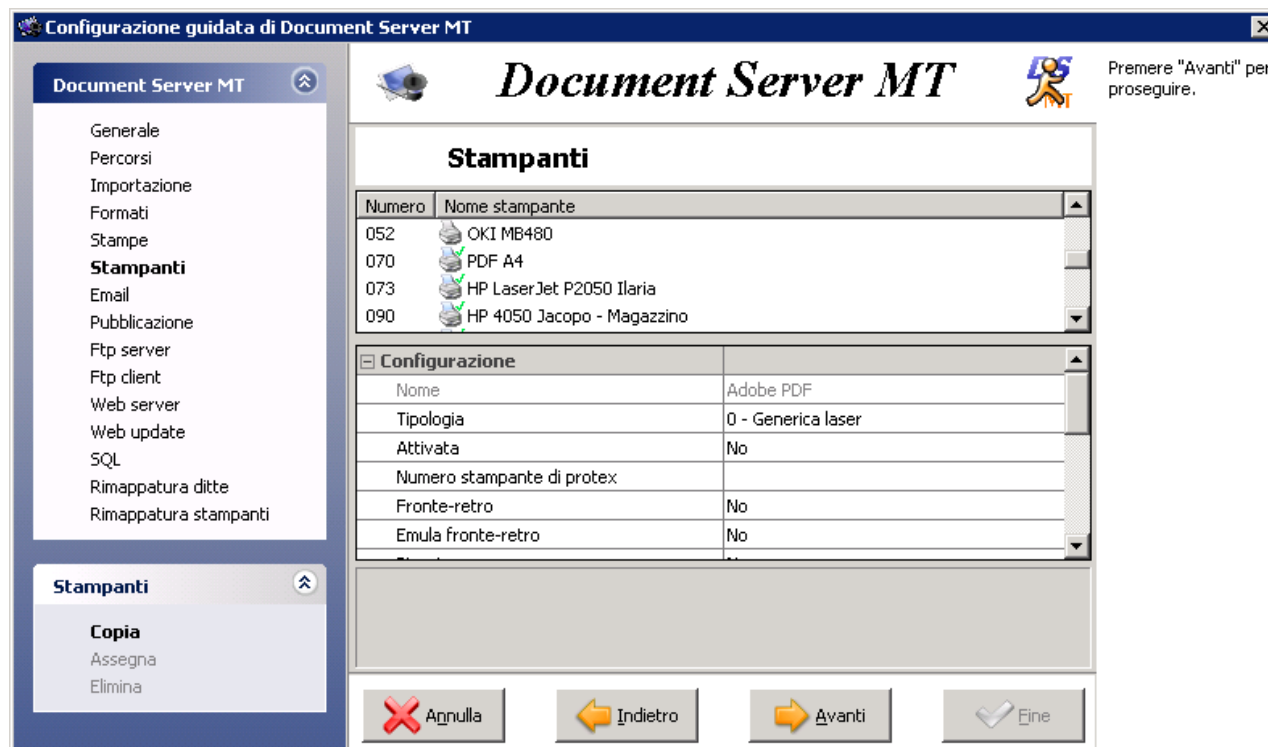 Configurazione guidata di Document Server MT
Document Server MT
Generale
Percorsi
Importazione
Formati
Stampe
Stampanti
Email
Pubblicazione
Ftp server
Ftp client
Web server
Web update
SQL
Rimappatura ditte
Rimappatura stampanti
Stampanti
Copia
Assegna
Elimina
Document Server MT
DS
MT
Premere "Avanti" per
proseguire.
Stampanti
Numero Nome stampante
052 OKI MB480
070 PDF A4
073 HP LaserJet P2050 Ilaria
090 HP 4050 Jacopo - Magazzino
Configurazione
Nome Adobe PDF
Tipologia 0 - Generica laser
Attivata No
Numero stampante di protex
Fronte-retro No
Emula fronte-retro No
Annulla
Indietro
Avanti
Fine